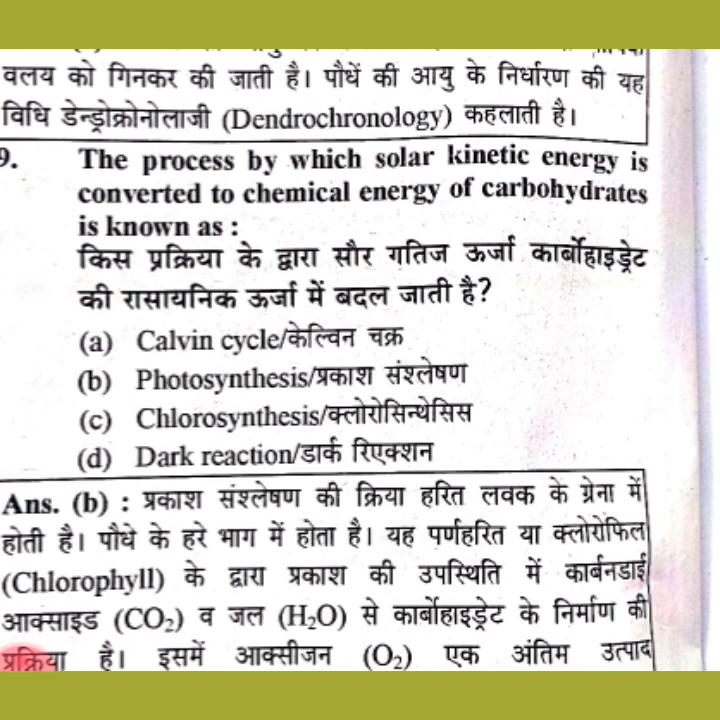 वलय को गिनकर की जाती है। पौधें की आयु के निर्धारण की यह
विधि डेन्ड्रोक्रोनोलाजी (Dendrochronology) कहलाती है।
9. The process by which solar kinetic energy is
converted to chemical energy of carbohydrates
is known as :
किस प्रक्रिया के द्वारा सौर गतिज ऊर्जा कार्बोहाइड्रेट
की रासायनिक ऊर्जा में बदल जाती है?
(a) Calvin cycle/केल्विन चक्र
(b) Photosynthesis/प्रकाश संश्लेषण
(c) Chlorosynthesis/क्लोरोसिन्थेसिस
(d) Dark reaction/डार्क रिएक्शन
Ans. (b) : प्रकाश संश्लेषण की क्रिया हरित लवक के ग्रेना में
होती है। पौधे के हरे भाग में होता है। यह पर्णहरित या क्लोरोफिल
(Chlorophyll) के द्वारा प्रकाश की उपस्थिति में कार्बनडाई
आक्साइड (CO₂) व जल (H₂O) से कार्बोहाइड्रेट के निर्माण की
प्रक्रिया है। इसमें आक्सीजन (O₂) एक अंतिम उत्पाद